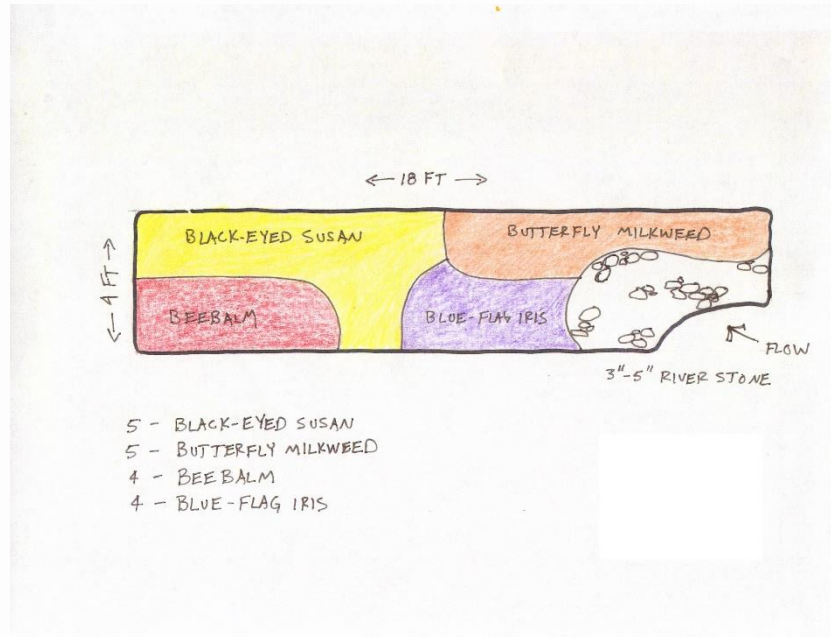 ← 18 FT →
BLACK-EYED SUSAN
BUTTERFLY MILKWEED
← 4 FT →
BEEBALM
BLUE-FLAG IRIS
FLOW
3"-5" RIVER STONE
5 - BLACK-EYED SUSAN
5 - BUTTERFLY MILKWEED
4 - BEEBALM
4 - BLUE-FLAG IRIS